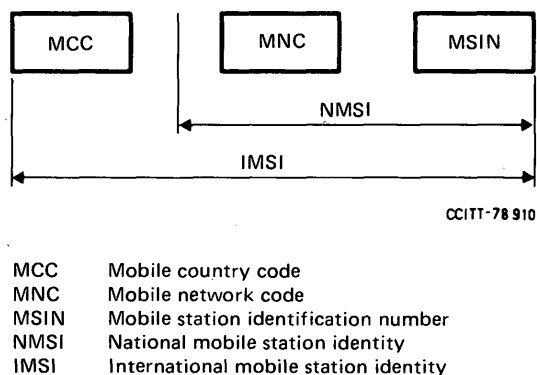 MCC MNC MSIN
NMSI
IMSI
CCITT-78 910
MCC Mobile country code
MNC Mobile network code
MSIN Mobile station identification number
NMSI National mobile station identity
IMSI International mobile station identity